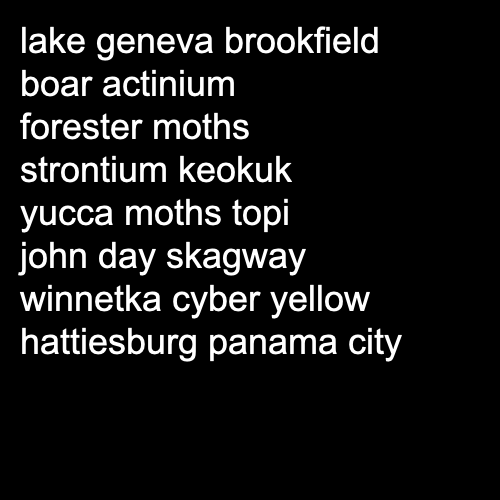 lake geneva brookfield
boar actinium
forester moths
strontium keokuk
yucca moths topi
john day skagway
winnetka cyber yellow
hattiesburg panama city